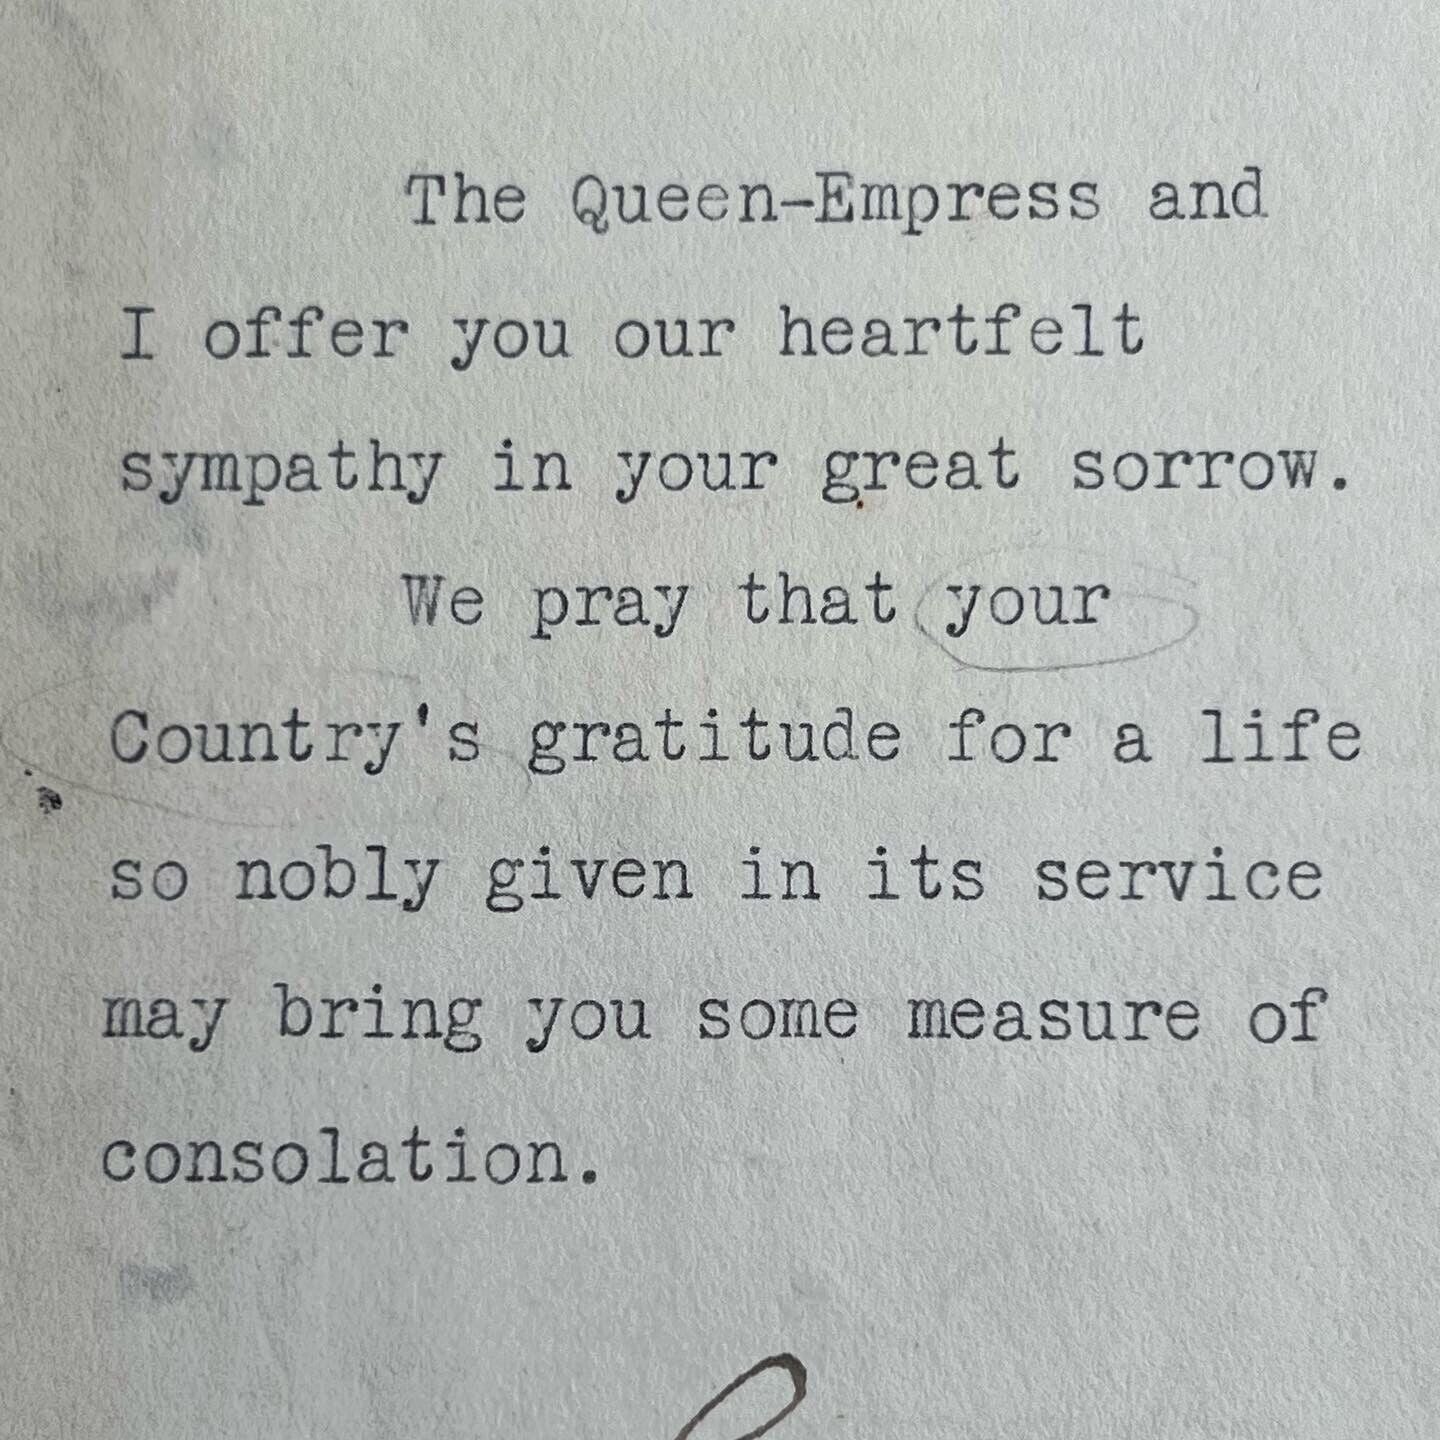 The Queen-Empress and
I offer you our heartfelt
sympathy in your great sorrow.
We pray that your
Country's gratitude for a life
so nobly given in its service
may bring you some measure of
consolation.